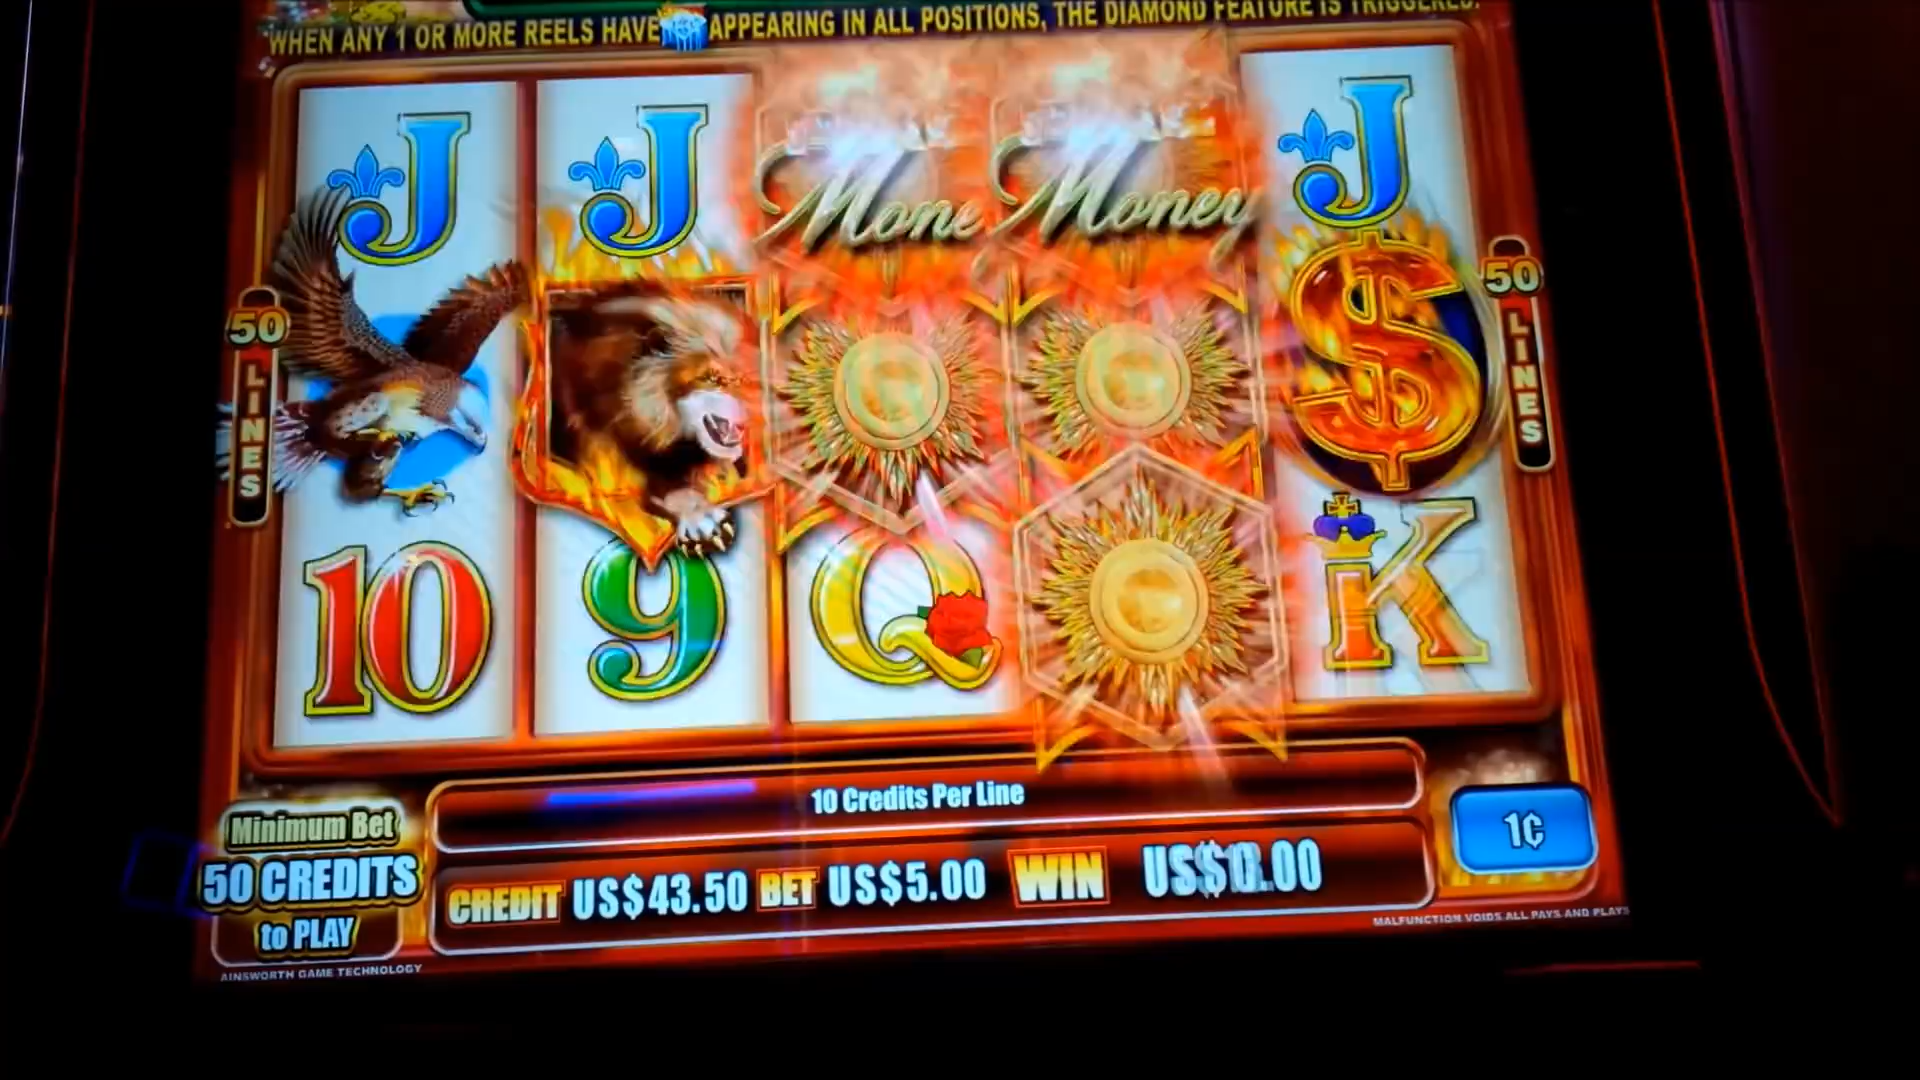 WHEN ANY 1 OR MORE REELS HAVE APPEARING IN ALL POSITIONS, THE DIAMOND FEATURE IS TRIGGERED.
J J J
Mone Money
50 LINES
$
50 LINES
10 9 Q K
10 Credits Per Line
Minimum Bet
50 CREDITS
to PLAY
CREDIT US$43.50 BET US$5.00 WIN
1¢
MALFUNCTION VOIDS ALL PAYS AND PLAYS
AINSWORTH GAME TECHNOLOGY